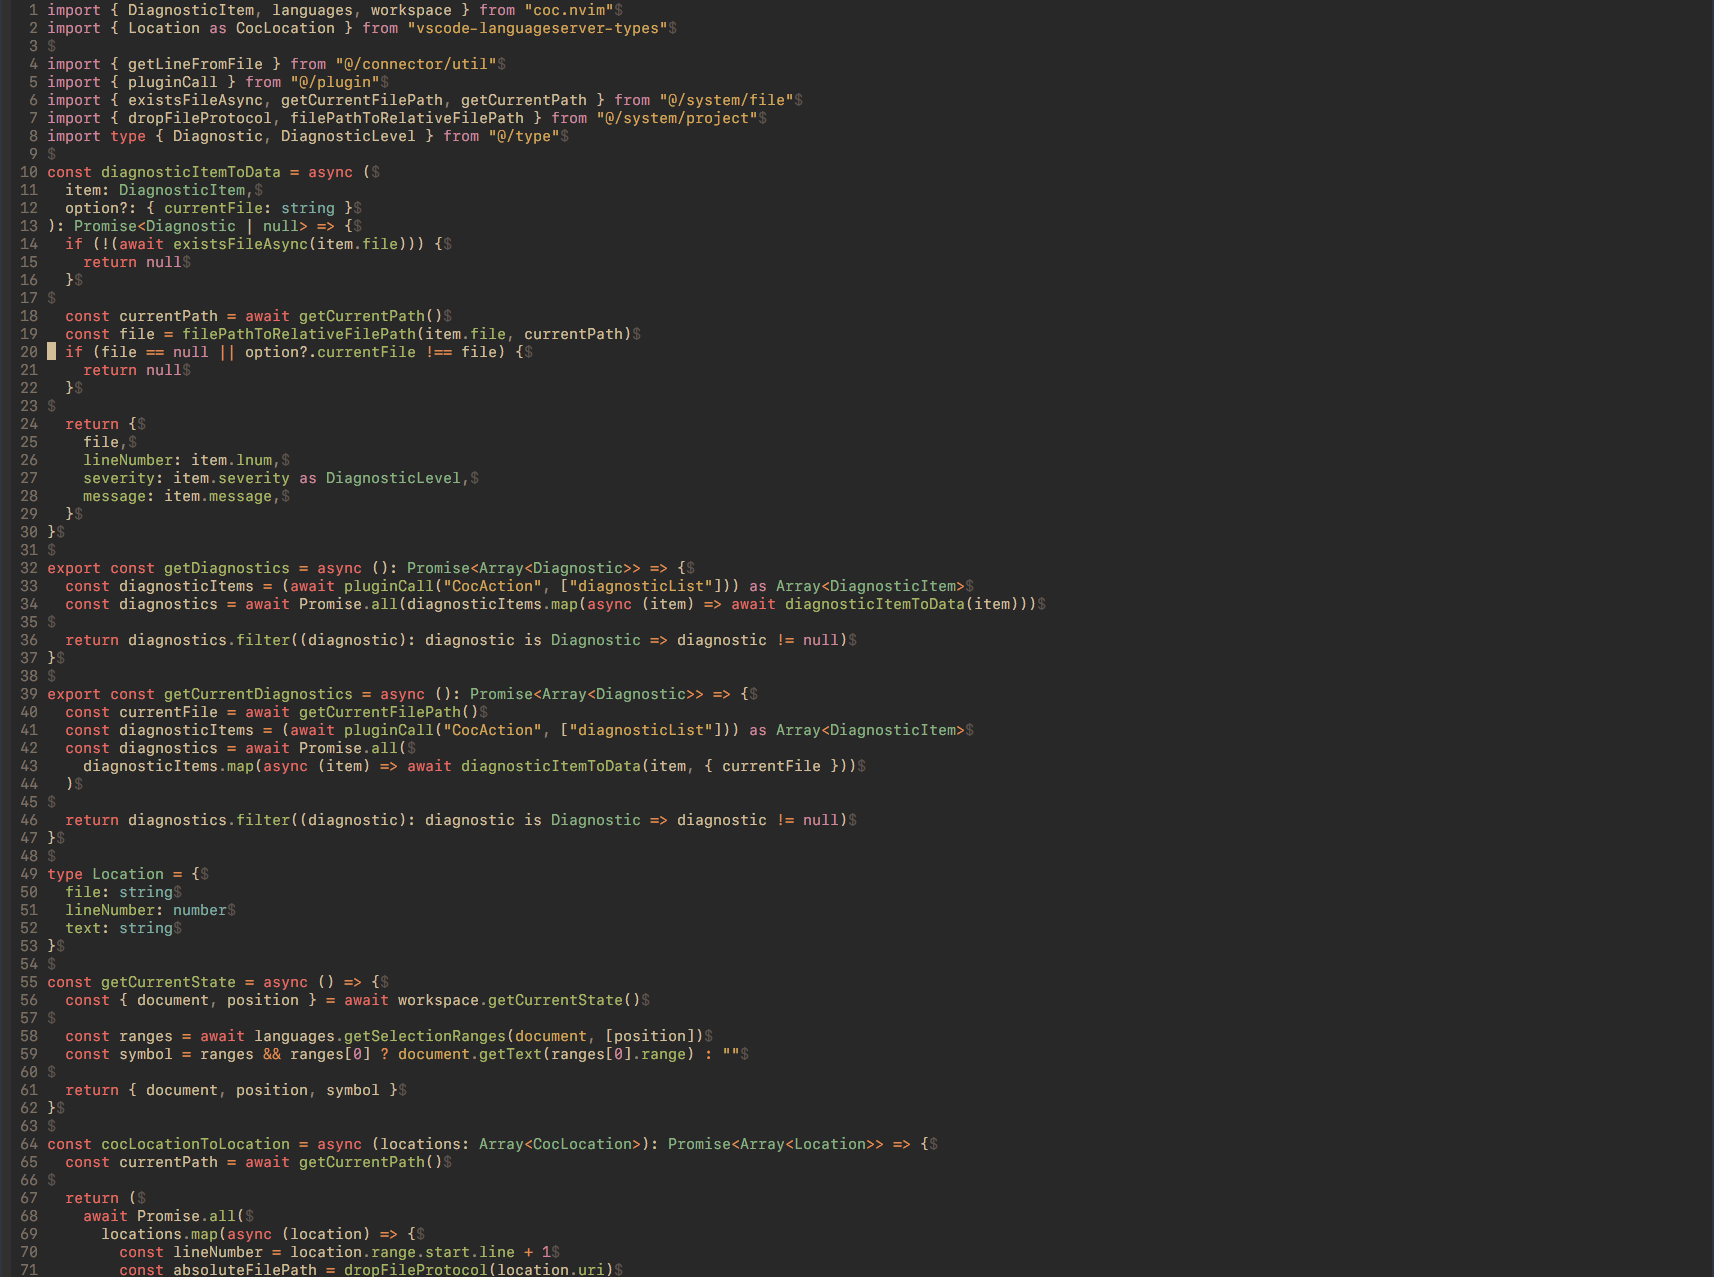 1 import { DiagnosticItem, languages, workspace } from "coc.nvim"$
2 import { Location as CocLocation } from "vscode-languageserver-types"$
3 $
4 import { getLineFromFile } from "@/connector/util"$
5 import { pluginCall } from "@/plugin"$
6 import { existsFileAsync, getCurrentFilePath, getCurrentPath } from "@/system/file"$
7 import { dropFileProtocol, filePathToRelativeFilePath } from "@/system/project"$
8 import type { Diagnostic, DiagnosticLevel } from "@/type"$
9 $
10 const diagnosticItemToData = async ($
11   item: DiagnosticItem,$
12   option?: { currentFile: string }$
13 ): Promise<Diagnostic | null> => {$
14   if (!(await existsFileAsync(item.file))) {$
15     return null$
16   }$
17 $
18   const currentPath = await getCurrentPath()$
19   const file = filePathToRelativeFilePath(item.file, currentPath)$
20   if (file == null || option?.currentFile !== file) {$
21     return null$
22   }$
23 $
24   return {$
25     file,$
26     lineNumber: item.lnum,$
27     severity: item.severity as DiagnosticLevel,$
28     message: item.message,$
29   }$
30 }$
31 $
32 export const getDiagnostics = async (): Promise<Array<Diagnostic>> => {$
33   const diagnosticItems = (await pluginCall("CocAction", ["diagnosticList"])) as Array<DiagnosticItem>$
34   const diagnostics = await Promise.all(diagnosticItems.map(async (item) => await diagnosticItemToData(item)))$
35 $
36   return diagnostics.filter((diagnostic): diagnostic is Diagnostic => diagnostic != null)$
37 }$
38 $
39 export const getCurrentDiagnostics = async (): Promise<Array<Diagnostic>> => {$
40   const currentFile = await getCurrentFilePath()$
41   const diagnosticItems = (await pluginCall("CocAction", ["diagnosticList"])) as Array<DiagnosticItem>$
42   const diagnostics = await Promise.all($
43     diagnosticItems.map(async (item) => await diagnosticItemToData(item, { currentFile }))$
44   )$
45 $
46   return diagnostics.filter((diagnostic): diagnostic is Diagnostic => diagnostic != null)$
47 }$
48 $
49 type Location = {$
50   file: string$
51   lineNumber: number$
52   text: string$
53 }$
54 $
55 const getCurrentState = async () => {$
56   const { document, position } = await workspace.getCurrentState()$
57 $
58   const ranges = await languages.getSelectionRanges(document, [position])$
59   const symbol = ranges && ranges[0] ? document.getText(ranges[0].range) : ""$
60 $
61   return { document, position, symbol }$
62 }$
63 $
64 const cocLocationToLocation = async (locations: Array<CocLocation>): Promise<Array<Location>> => {$
65   const currentPath = await getCurrentPath()$
66 $
67   return ($
68     await Promise.all($
69       locations.map(async (location) => {$
70         const lineNumber = location.range.start.line + 1$
71         const absoluteFilePath = dropFileProtocol(location.uri)$